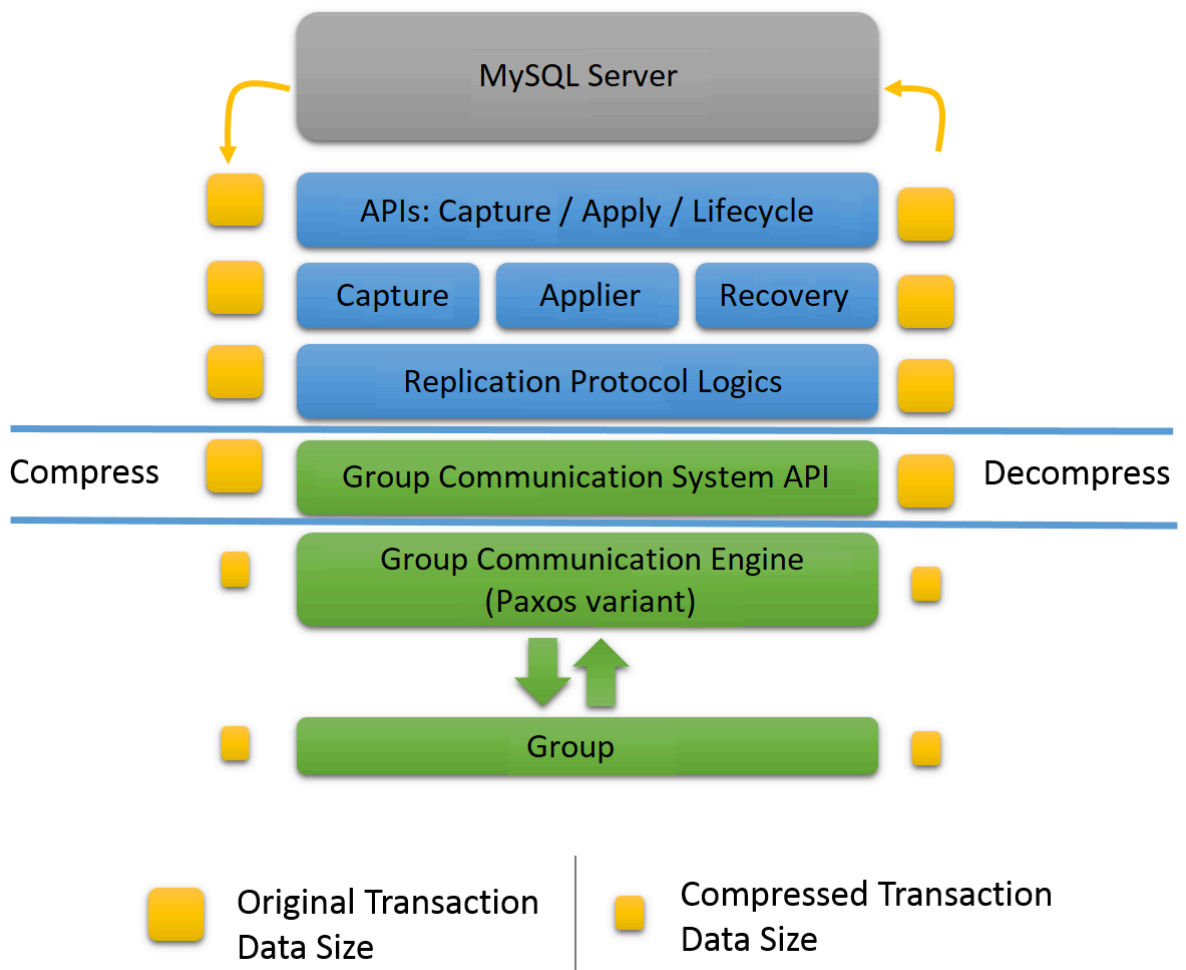 MySQL Server
APIs: Capture / Apply / Lifecycle
Capture
Applier
Recovery
Replication Protocol Logics
Compress
Group Communication System API
Decompress
Group Communication Engine
(Paxos variant)
Group
Original Transaction
Data Size
Compressed Transaction
Data Size